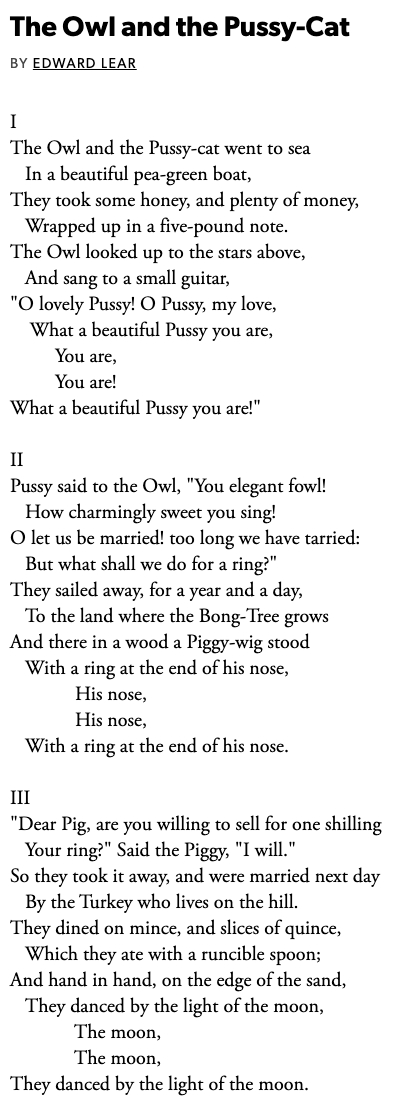 The Owl and the Pussy-Cat
BY EDWARD LEAR
I
The Owl and the Pussy-cat went to sea
In a beautiful pea-green boat,
They took some honey, and plenty of money,
Wrapped up in a five-pound note.
The Owl looked up to the stars above,
And sang to a small guitar,
"O lovely Pussy! O Pussy, my love,
What a beautiful Pussy you are,
You are,
You are!
What a beautiful Pussy you are!"
II
Pussy said to the Owl, "You elegant fowl!
How charmingly sweet you sing!
O let us be married! too long we have tarried:
But what shall we do for a ring?"
They sailed away, for a year and a day,
To the land where the Bong-Tree grows
And there in a wood a Piggy-wig stood
With a ring at the end of his nose,
His nose,
His nose,
With a ring at the end of his nose.
III
"Dear Pig, are you willing to sell for one shilling
Your ring?" Said the Piggy, "I will."
So they took it away, and were married next day
By the Turkey who lives on the hill.
They dined on mince, and slices of quince,
Which they ate with a runcible spoon;
And hand in hand, on the edge of the sand,
They danced by the light of the moon,
The moon,
The moon,
They danced by the light of the moon.